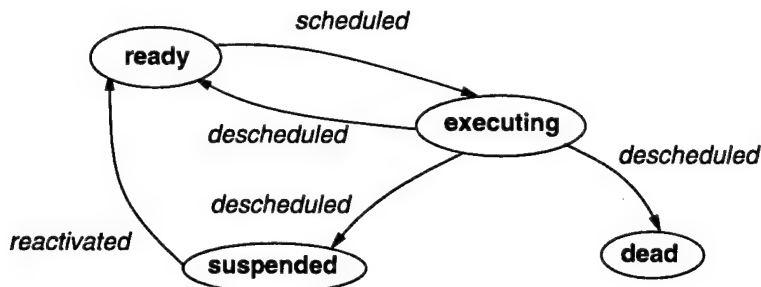 scheduled
ready
executing
descheduled
descheduled
descheduled
reactivated
suspended
dead